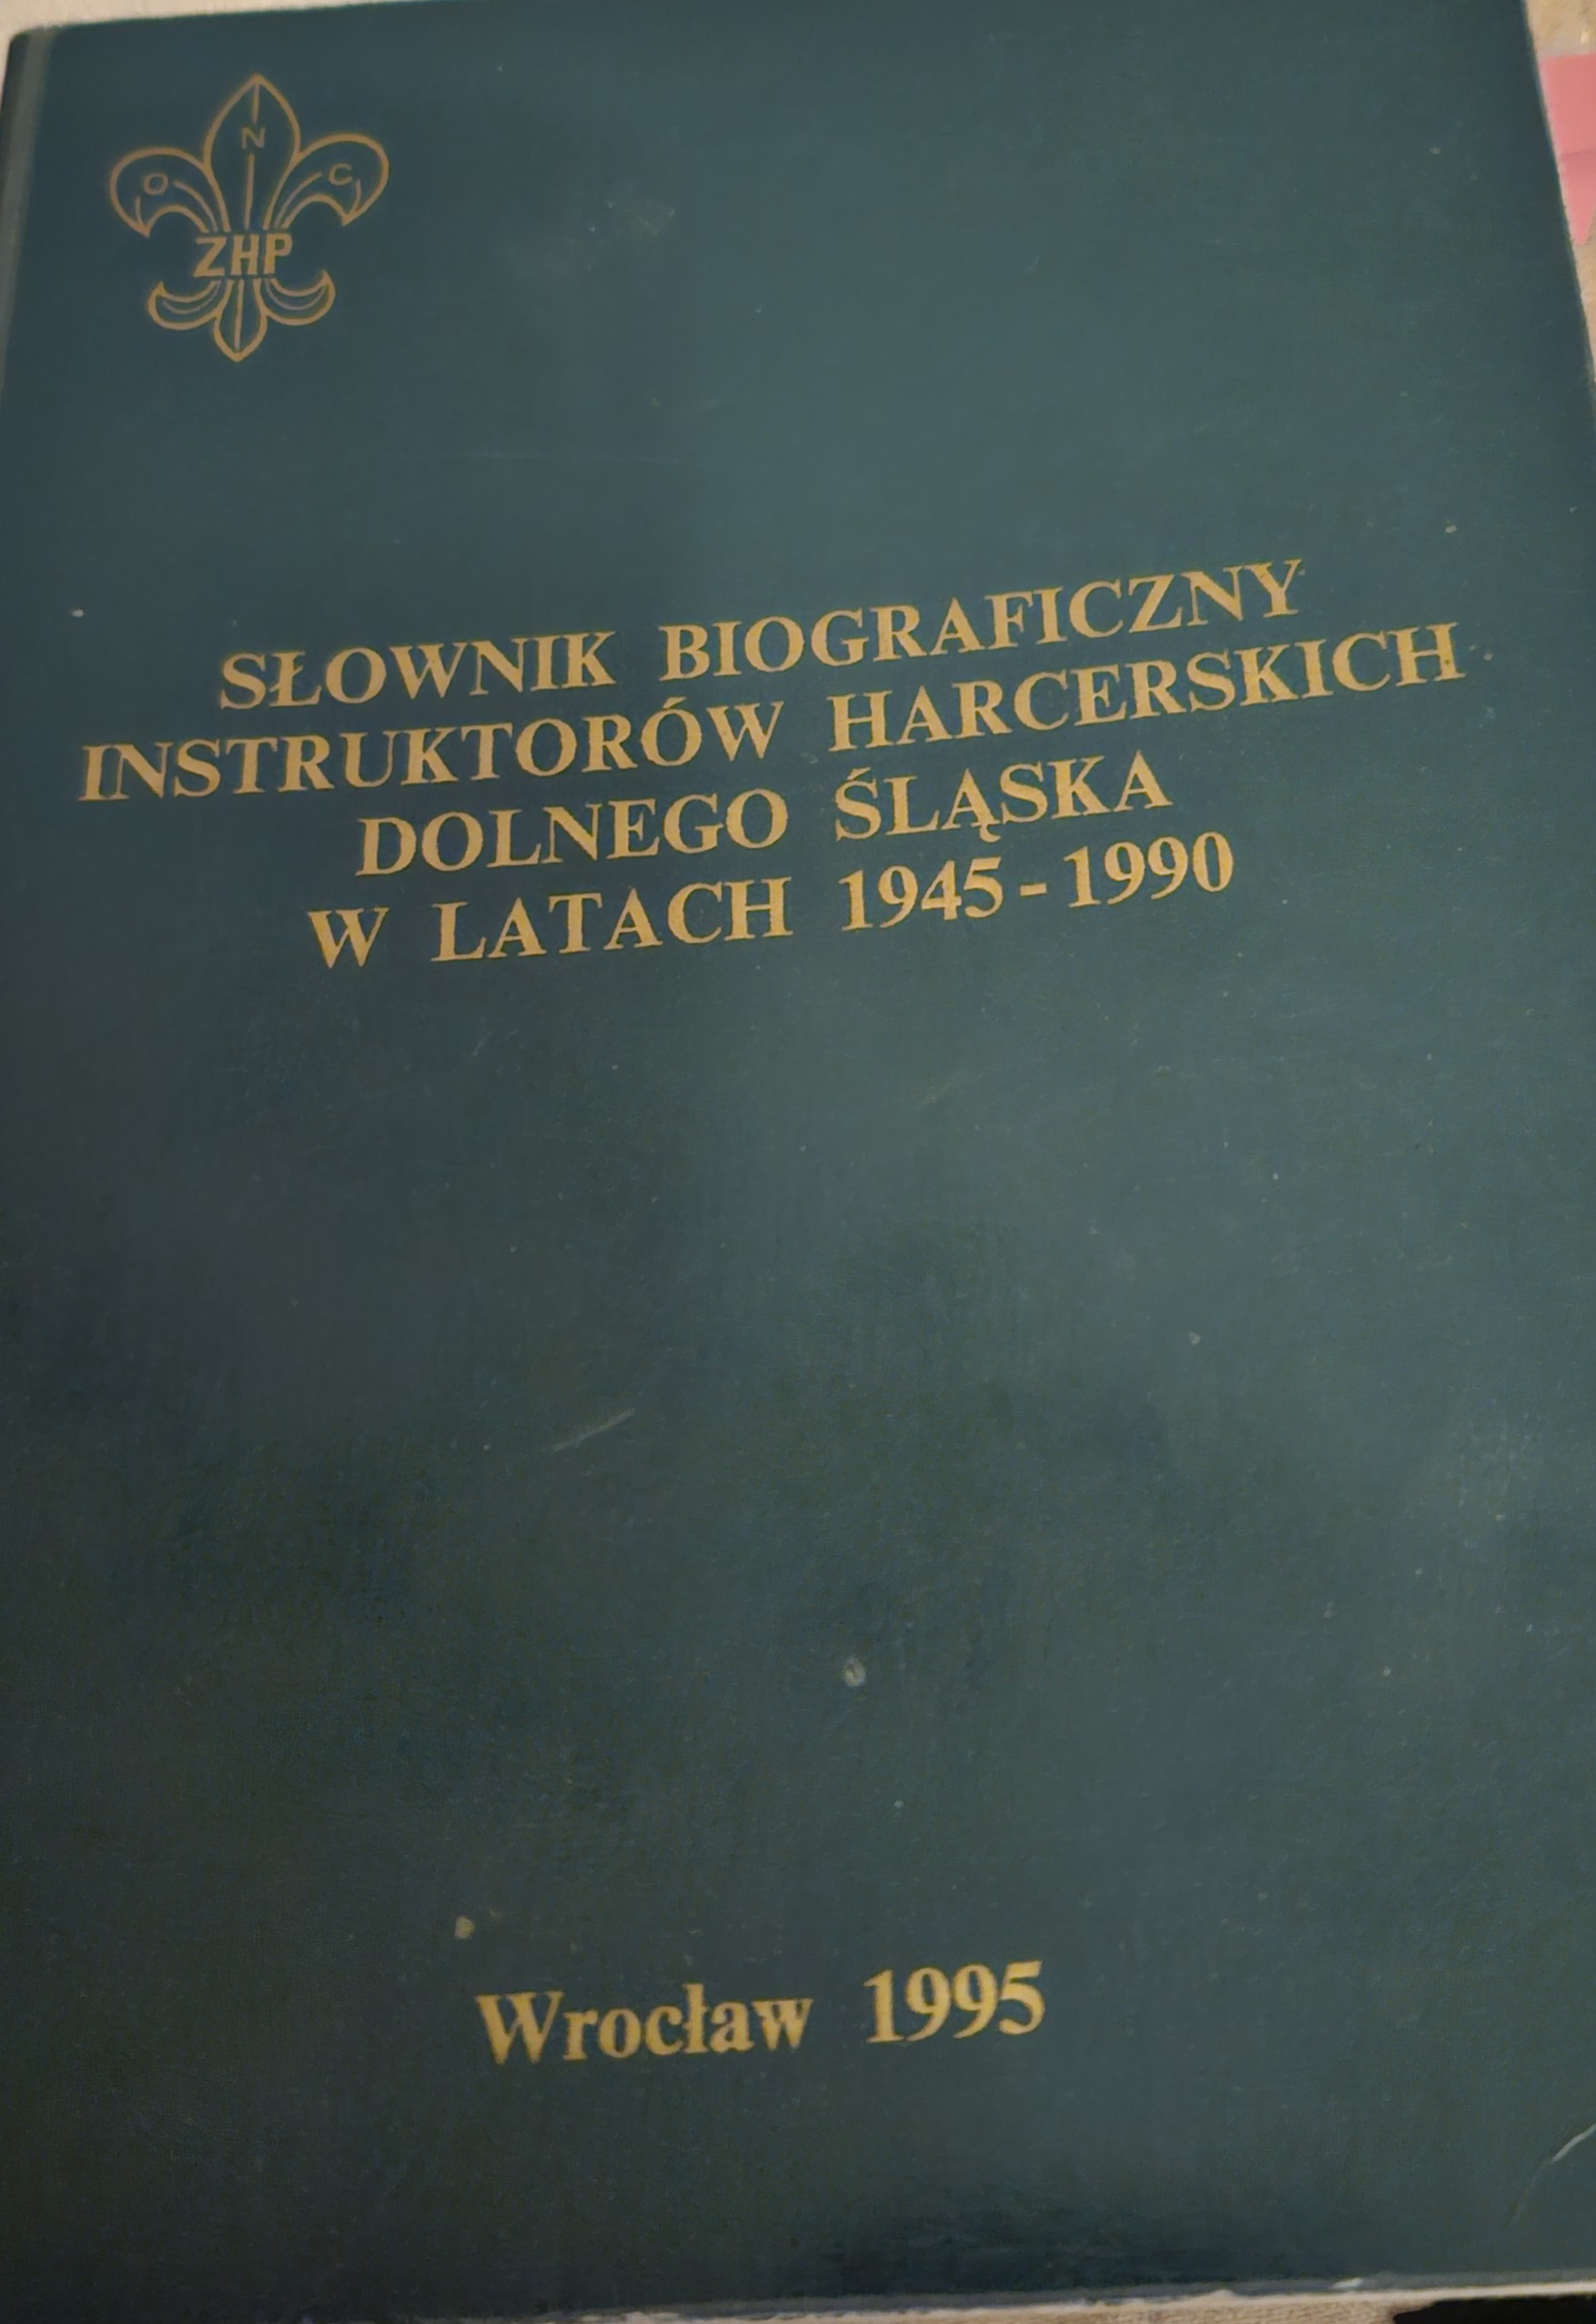 O N C
ZHP
SŁOWNIK BIOGRAFICZNY
INSTRUKTORÓW HARCERSKICH
DOLNEGO ŚLĄSKA
W LATACH 1945-1990
Wrocław 1995